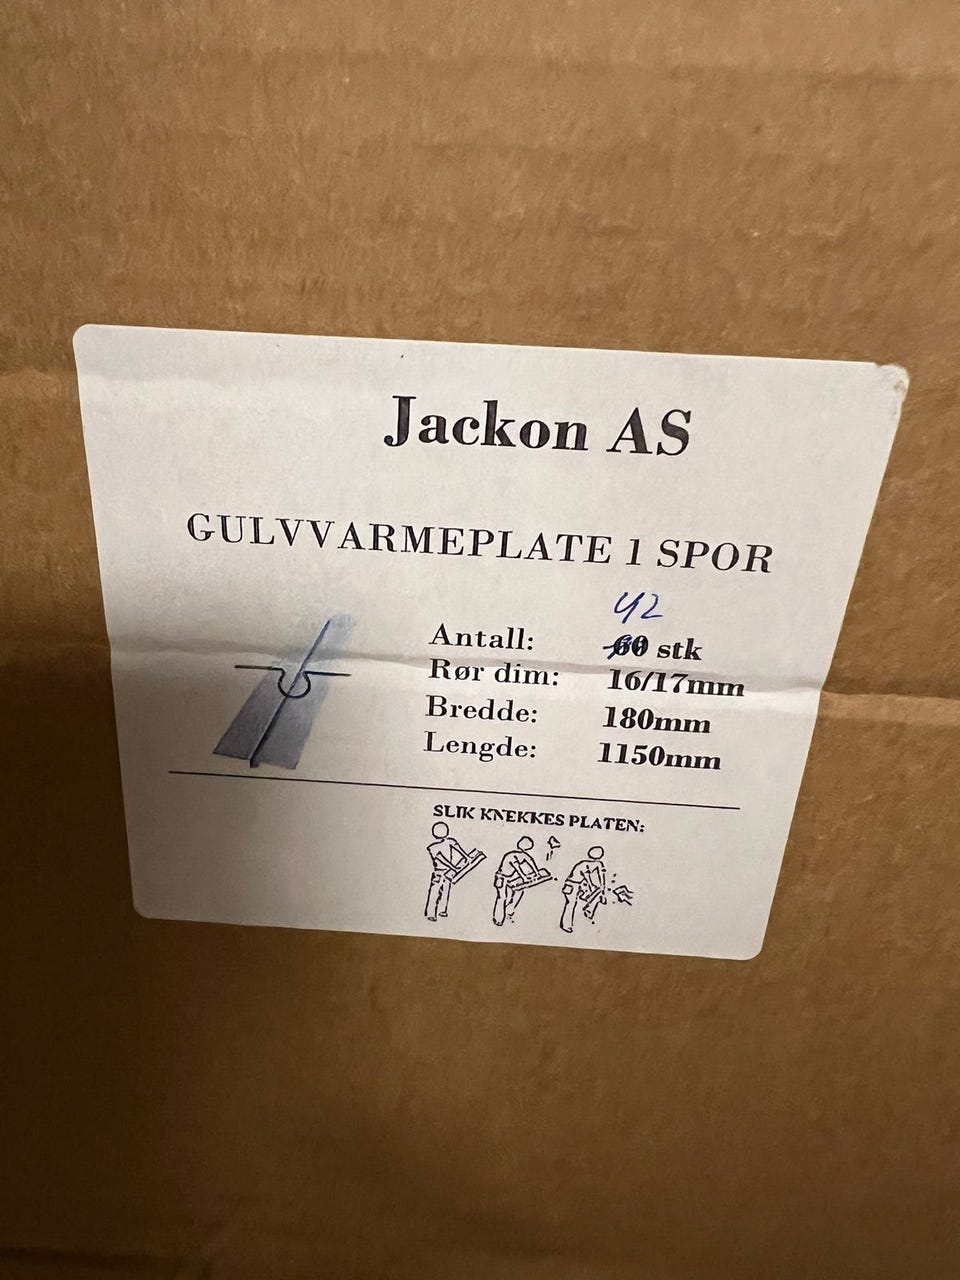 Jackon AS
GULVVARMEPLATE 1 SPOR
42
Antall: 60 stk
Rør dim: 16/17mm
Bredde: 180mm
Lengde: 1150mm
SLIK KNEKKES PLATEN: